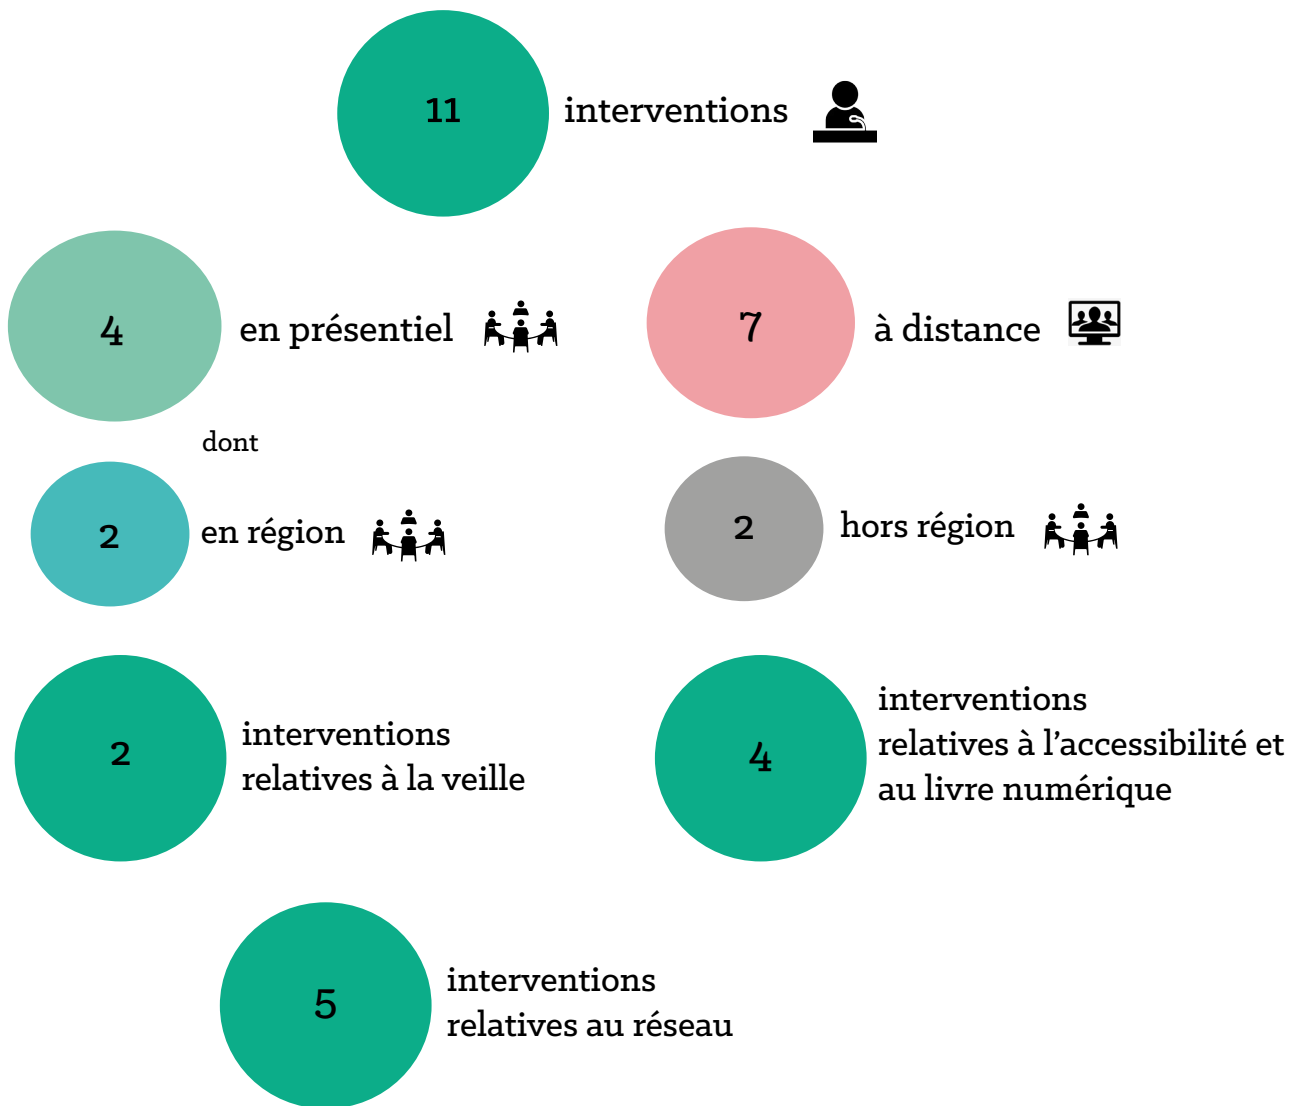 11
interventions
4
en présentiel
7
à distance
dont
2
en région
2
hors région
2
interventions
relatives à la veille
4
interventions
relatives à l’accessibilité et
au livre numérique
5
interventions
relatives au réseau